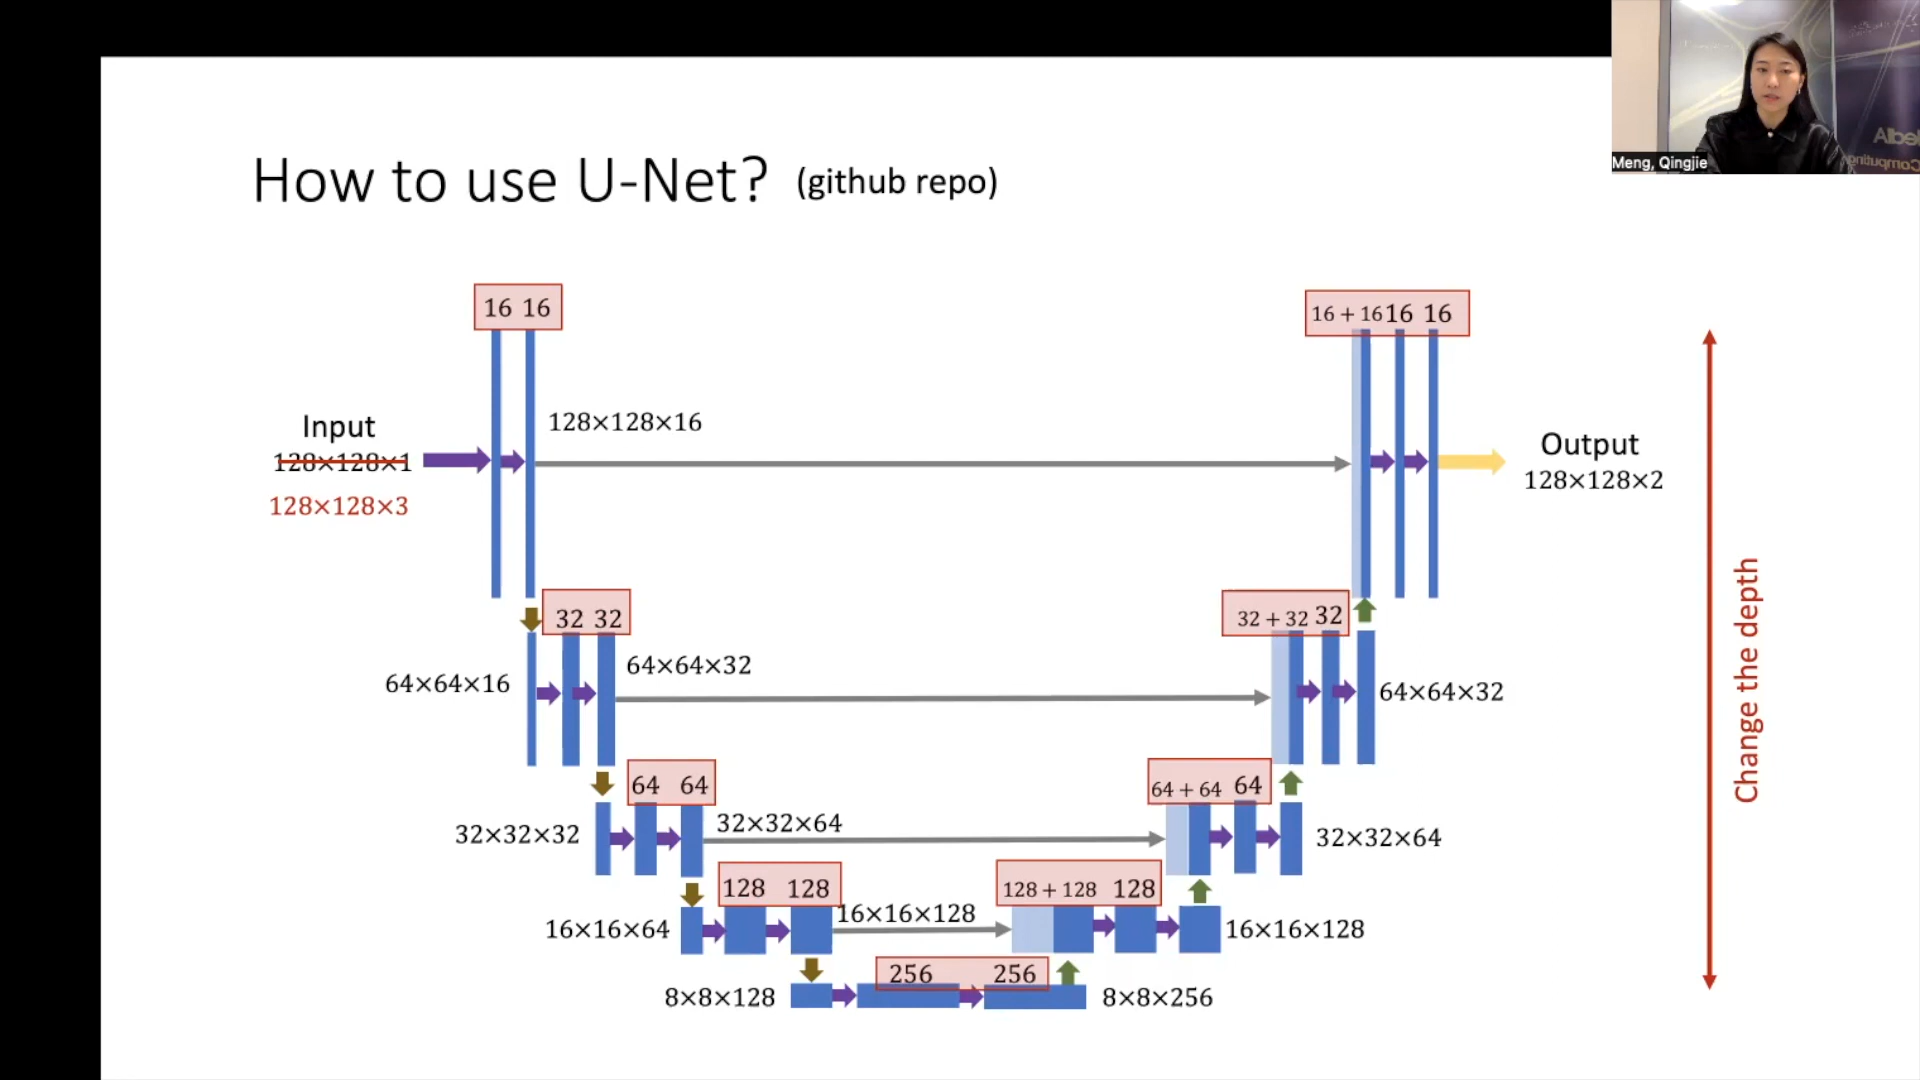 How to use U-Net? (github repo)
Meng, Qingjie
16 16
16 + 16 16 16
Input
128×128×1
128×128×3
128×128×16
Output
128×128×2
32 32
32 + 32 32
64×64×16
64×64×32
64×64×32
64 64
64 + 64 64
32×32×32
32×32×64
32×32×64
128 128
128 + 128 128
16×16×64
16×16×128
16×16×128
256 256
8×8×128
8×8×256
Change the depth